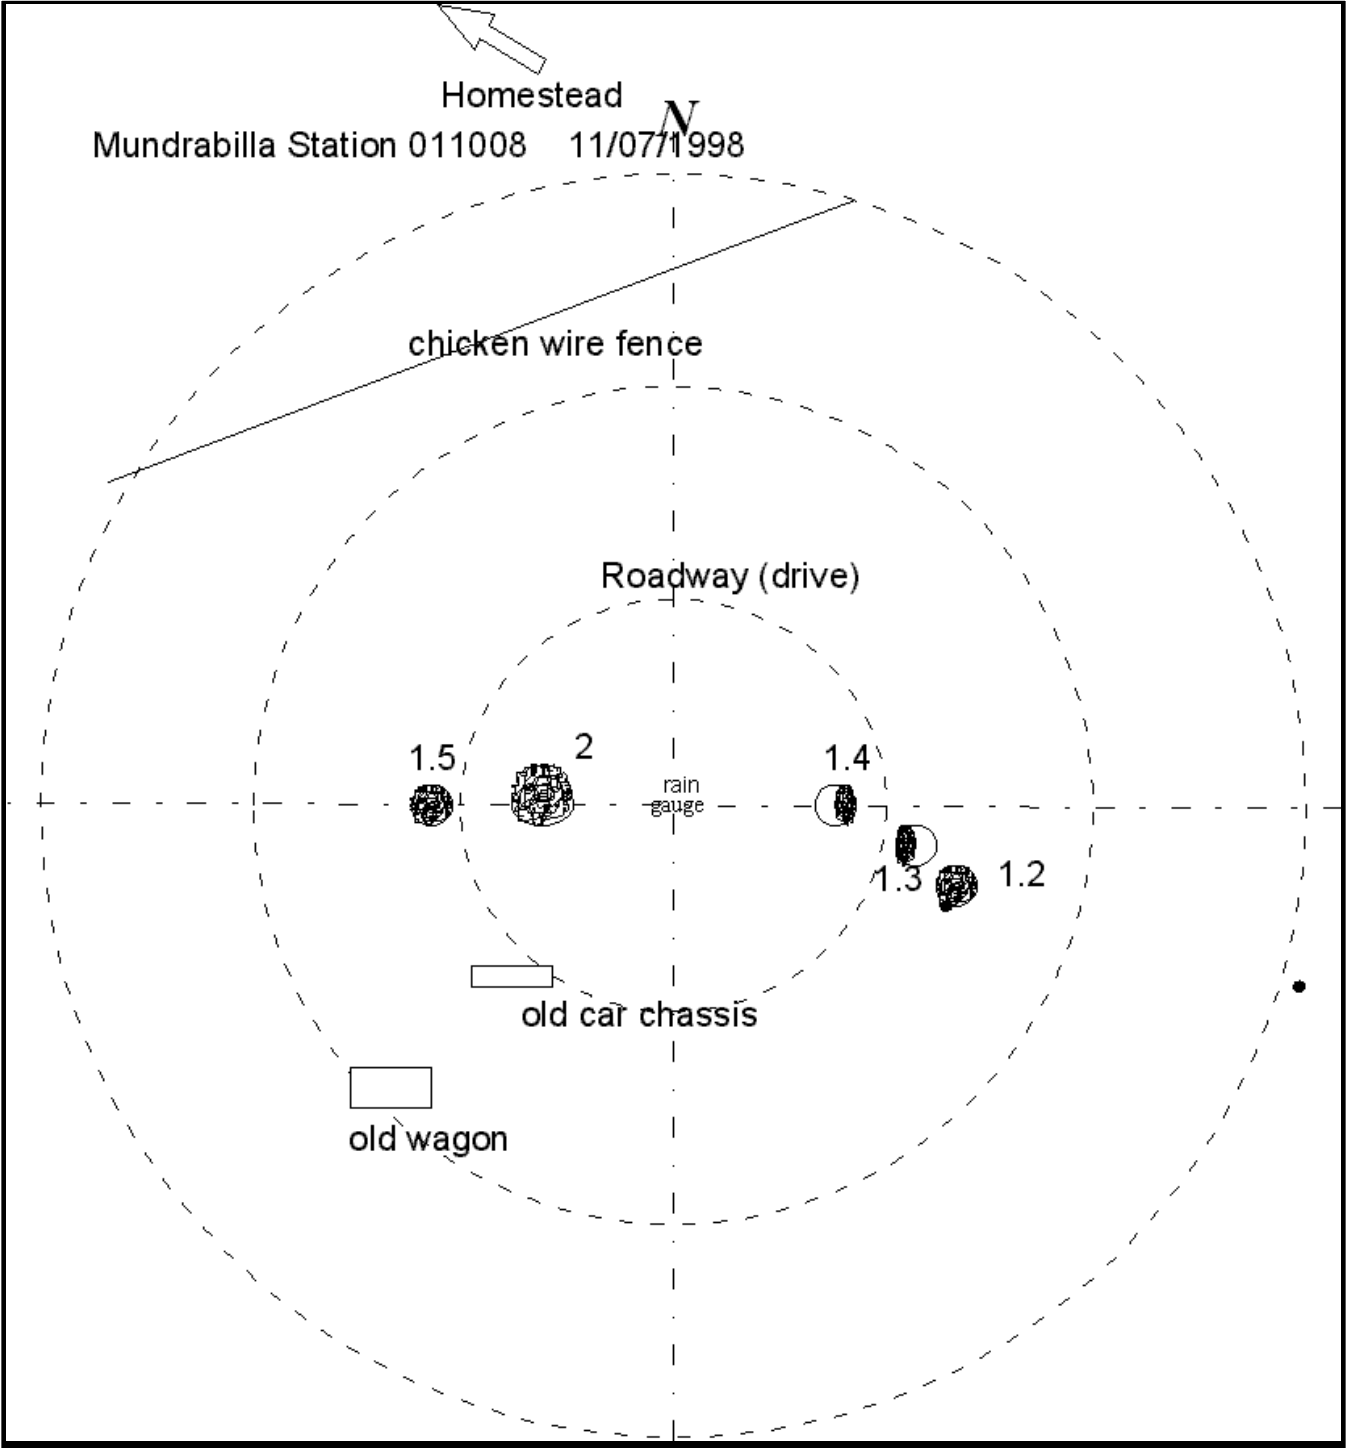 Homestead
N
Mundrabilla Station 011008 11/07/1998
chicken wire fence
Roadway (drive)
1.5
2
1.4
rain
gauge
1.3
1.2
old car chassis
old wagon